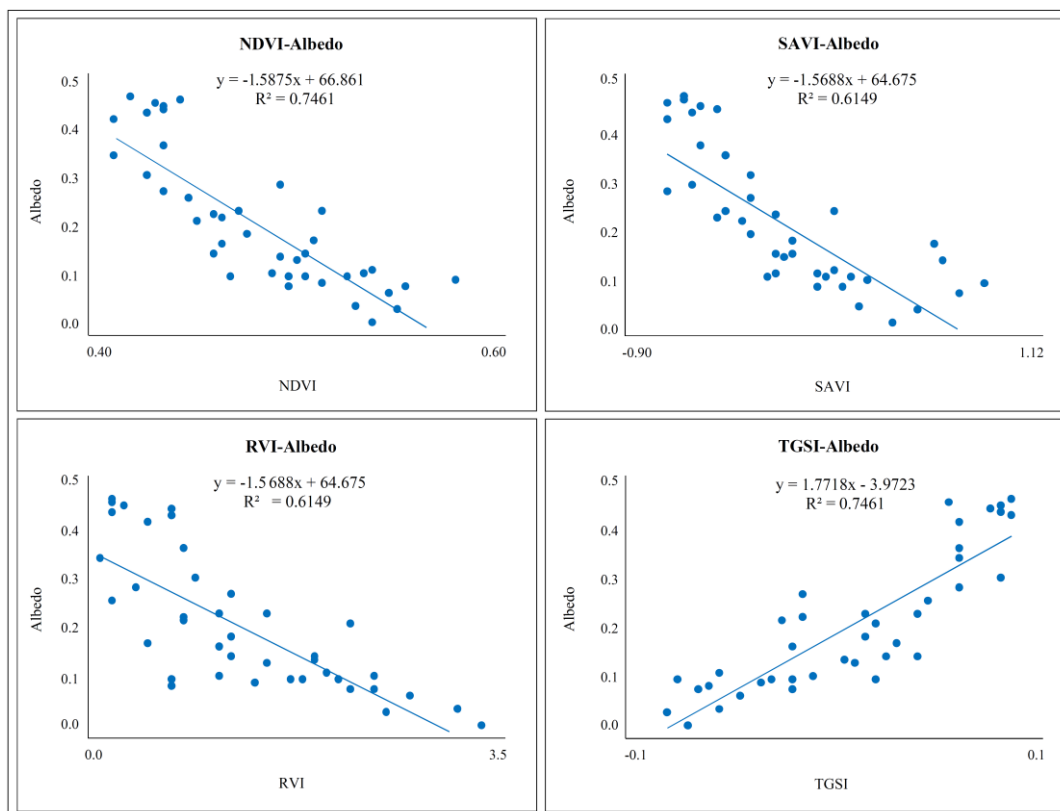 NDVI-Albedo
y = -1.5875x + 66.861
R² = 0.7461
0.5
0.4
0.3
0.2
0.1
0.0
Albedo
0.40
0.60
NDVI
SAVI-Albedo
y = -1.5688x + 64.675
R² = 0.6149
0.5
0.4
0.3
0.2
0.1
0.0
Albedo
-0.90
1.12
SAVI
RVI-Albedo
y = -1.5688x + 64.675
R² = 0.6149
0.5
0.4
0.3
0.2
0.1
0.0
Albedo
0.0
3.5
RVI
TGSI-Albedo
y = 1.7718x - 3.9723
R² = 0.7461
0.5
0.4
0.3
0.2
0.1
0.0
Albedo
-0.1
0.1
TGSI